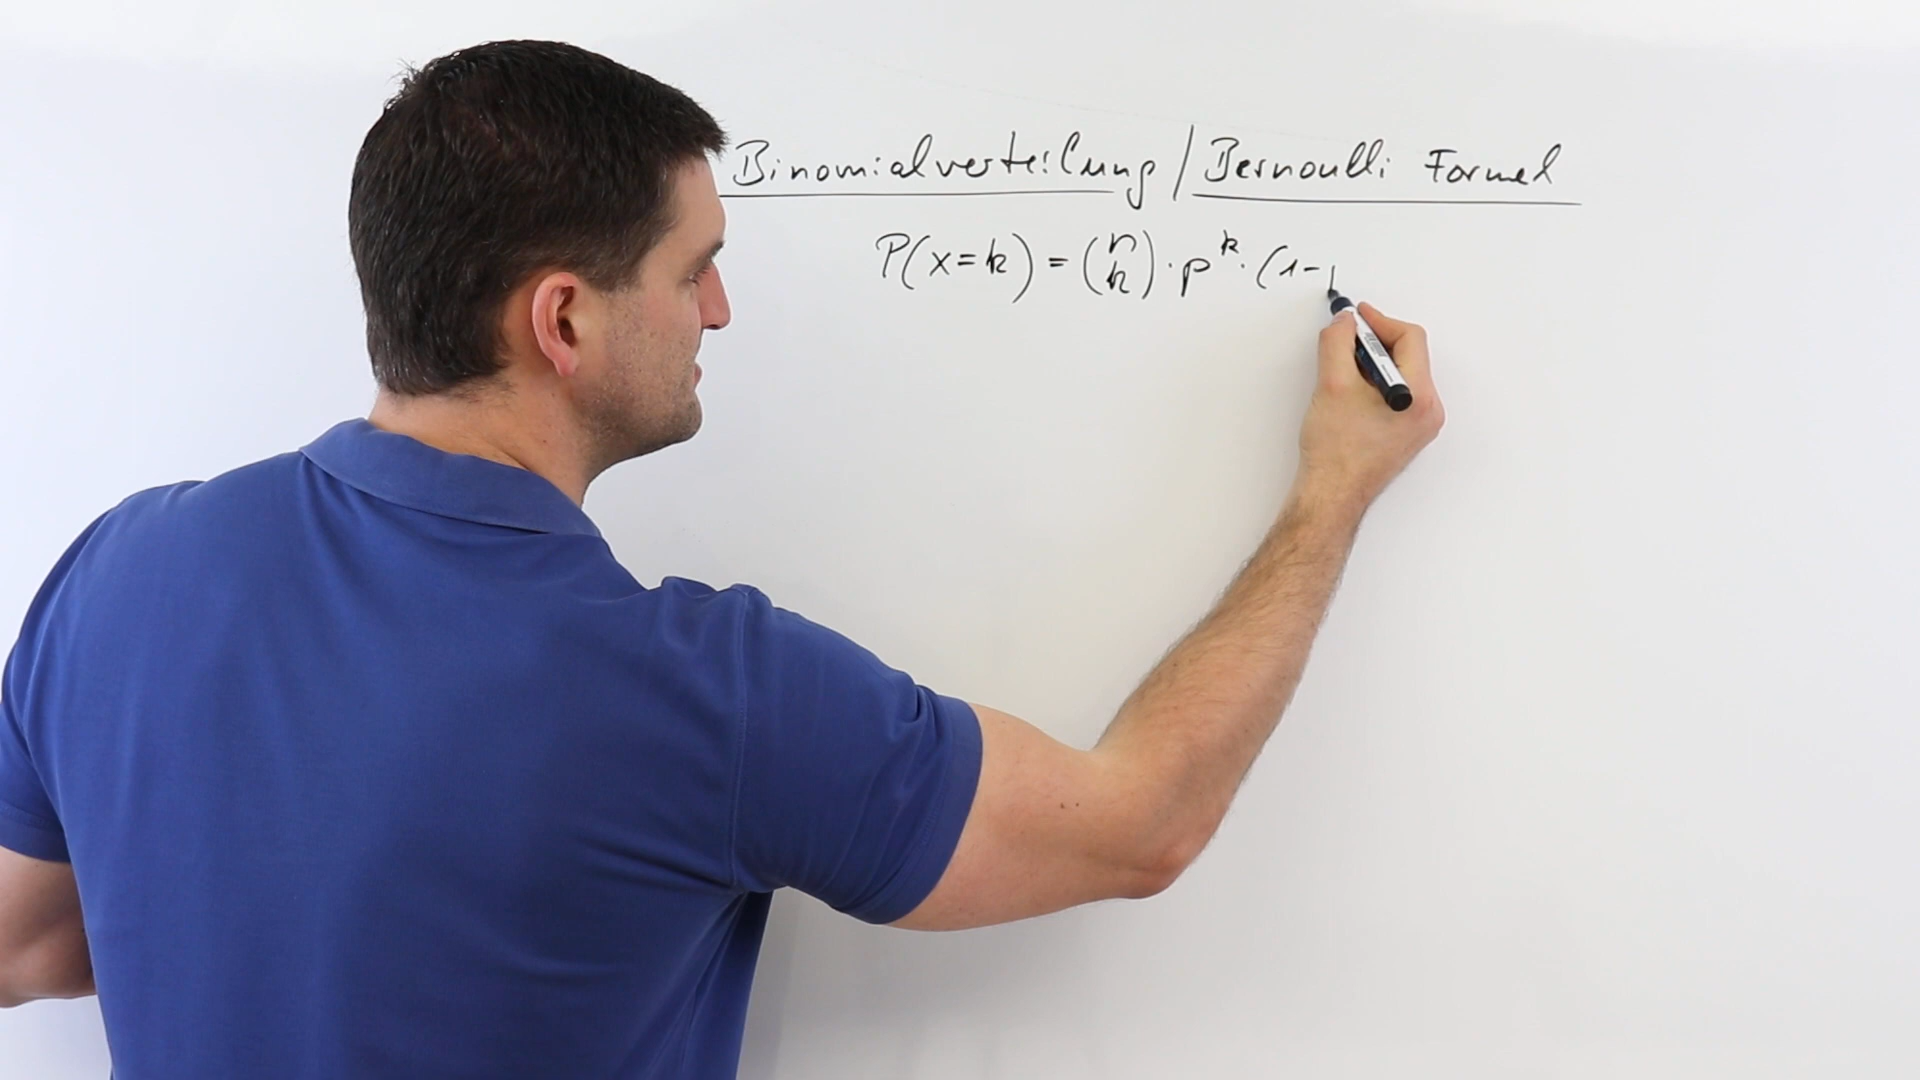 Binomialverteilung / Bernoulli Formel
P(x=k) = (n k) · p^k · (1-